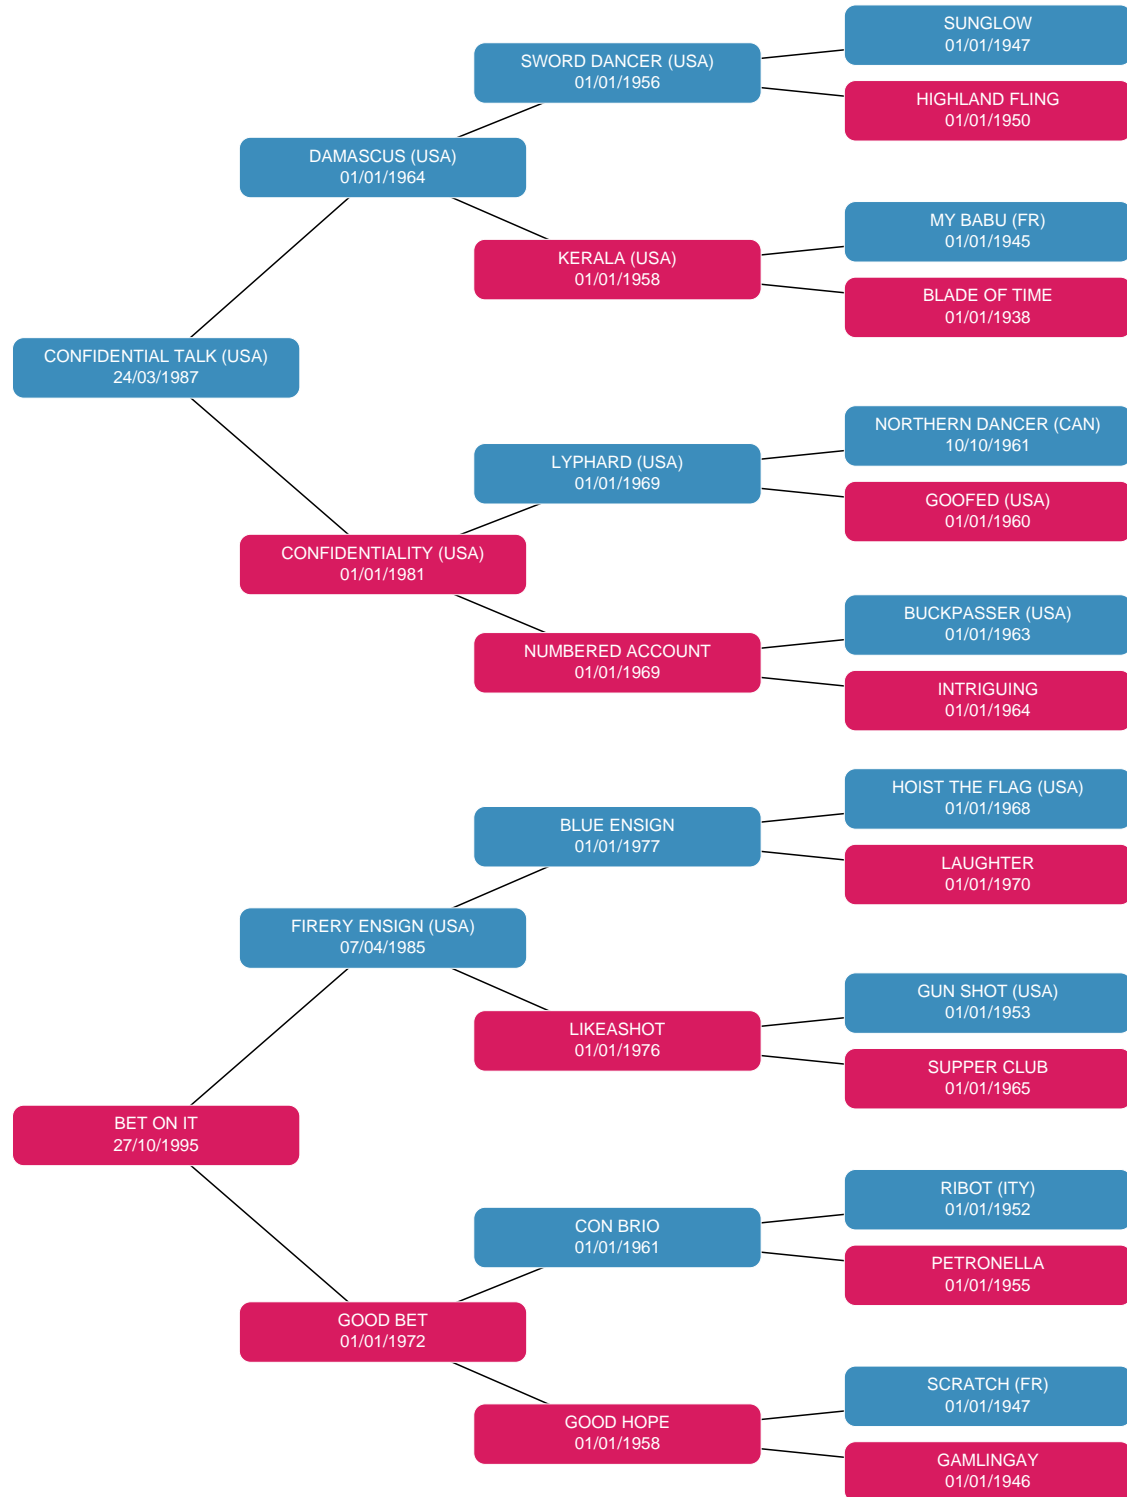 SUNGLOW
01/01/1947
SWORD DANCER (USA)
01/01/1956
HIGHLAND FLING
01/01/1950
DAMASCUS (USA)
01/01/1964
MY BABU (FR)
01/01/1945
KERALA (USA)
01/01/1958
BLADE OF TIME
01/01/1938
CONFIDENTIAL TALK (USA)
24/03/1987
NORTHERN DANCER (CAN)
10/10/1961
LYPHARD (USA)
01/01/1969
GOOFED (USA)
01/01/1960
CONFIDENTIALITY (USA)
01/01/1981
BUCKPASSER (USA)
01/01/1963
NUMBERED ACCOUNT
01/01/1969
INTRIGUING
01/01/1964
HOIST THE FLAG (USA)
01/01/1968
BLUE ENSIGN
01/01/1977
LAUGHTER
01/01/1970
FIRERY ENSIGN (USA)
07/04/1985
GUN SHOT (USA)
01/01/1953
LIKEASHOT
01/01/1976
SUPPER CLUB
01/01/1965
BET ON IT
27/10/1995
RIBOT (ITY)
01/01/1952
CON BRIO
01/01/1961
PETRONELLA
01/01/1955
GOOD BET
01/01/1972
SCRATCH (FR)
01/01/1947
GOOD HOPE
01/01/1958
GAMLINGAY
01/01/1946